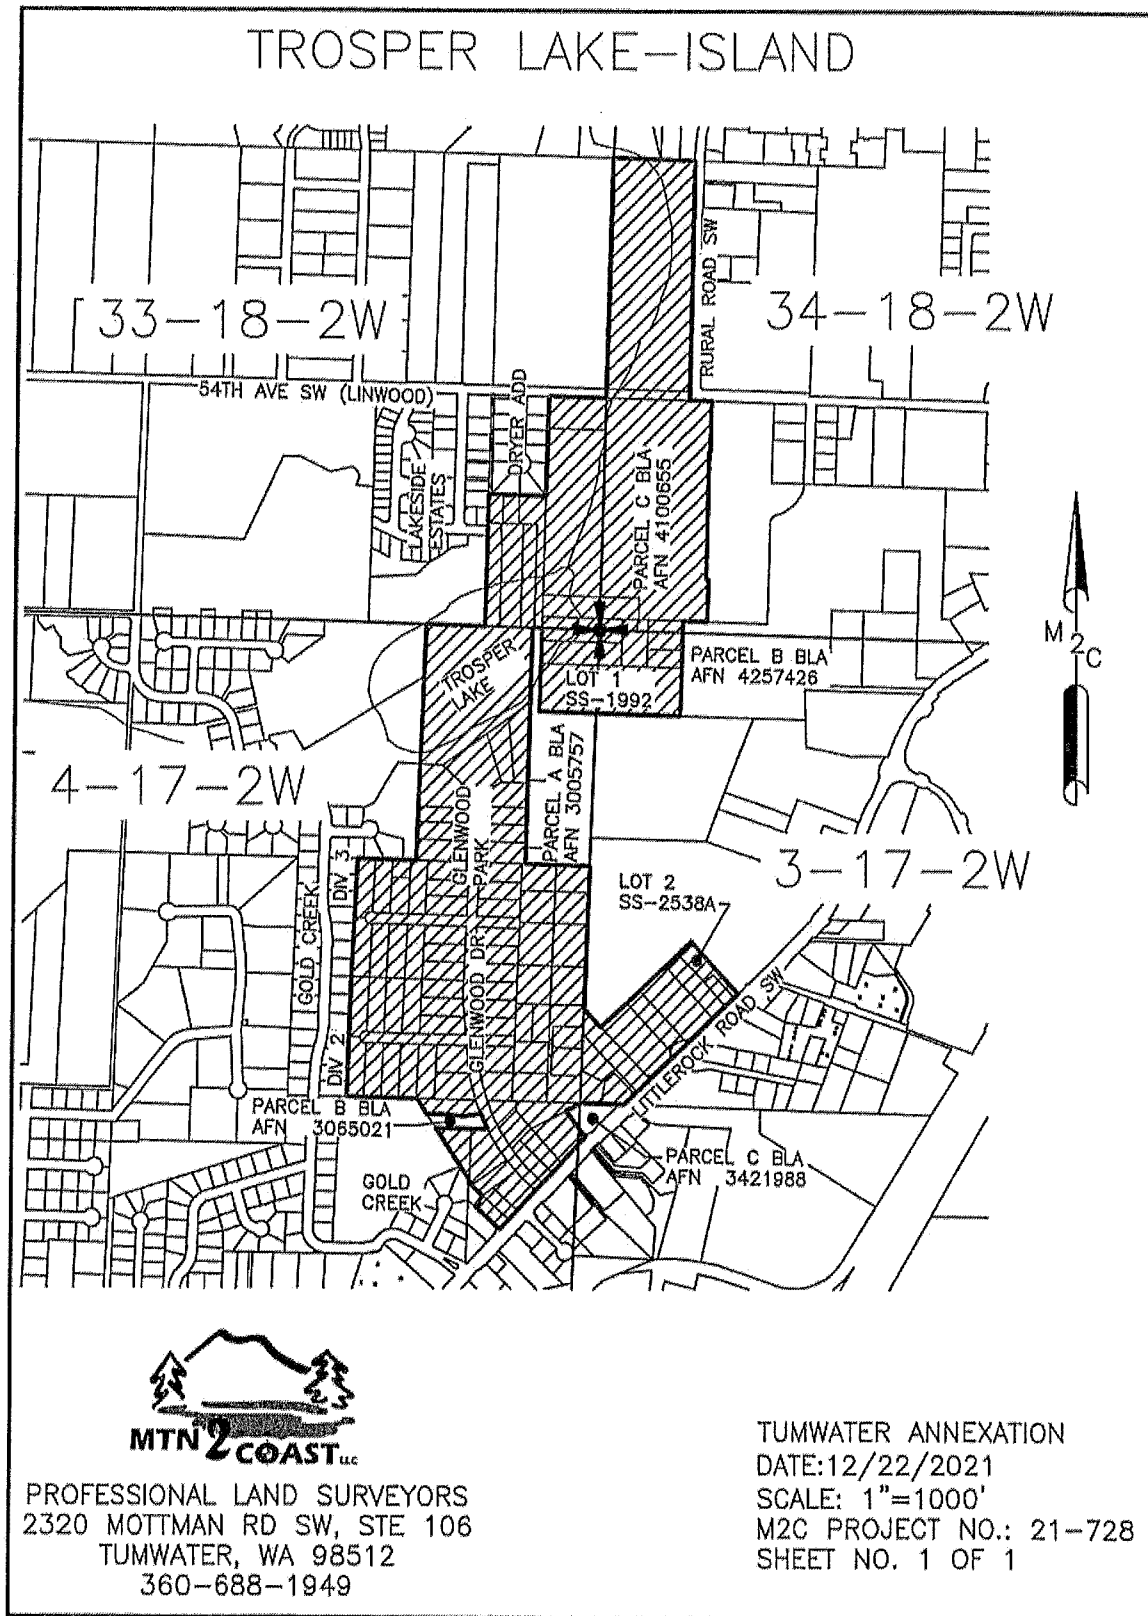 TROSPER LAKE-ISLAND
33-18-2W
34-18-2W
RURAL ROAD SW
54TH AVE SW (LINWOOD)
DRYER ADD
LAKESIDE
ESTATES
PARCEL C BLA
AFN 4100655
M2C
TROSPER
LAKE
LOT 1
SS-1992
PARCEL B BLA
AFN 4257426
4-17-2W
PARCEL A BLA
AFN 3005757
GLENWOOD
PARK
3-17-2W
LOT 2
SS-2538A
GOLD CREEK
DIV 3
DIV 2
GLENWOOD DR
LITTLEROCK ROAD SW
PARCEL B BLA
AFN 3065021
PARCEL C BLA
AFN 3421988
GOLD
CREEK
MTN 2 COAST LLC
PROFESSIONAL LAND SURVEYORS
2320 MOTTMAN RD SW, STE 106
TUMWATER, WA 98512
360-688-1949
TUMWATER ANNEXATION
DATE:12/22/2021
SCALE: 1"=1000'
M2C PROJECT NO.: 21-728
SHEET NO. 1 OF 1